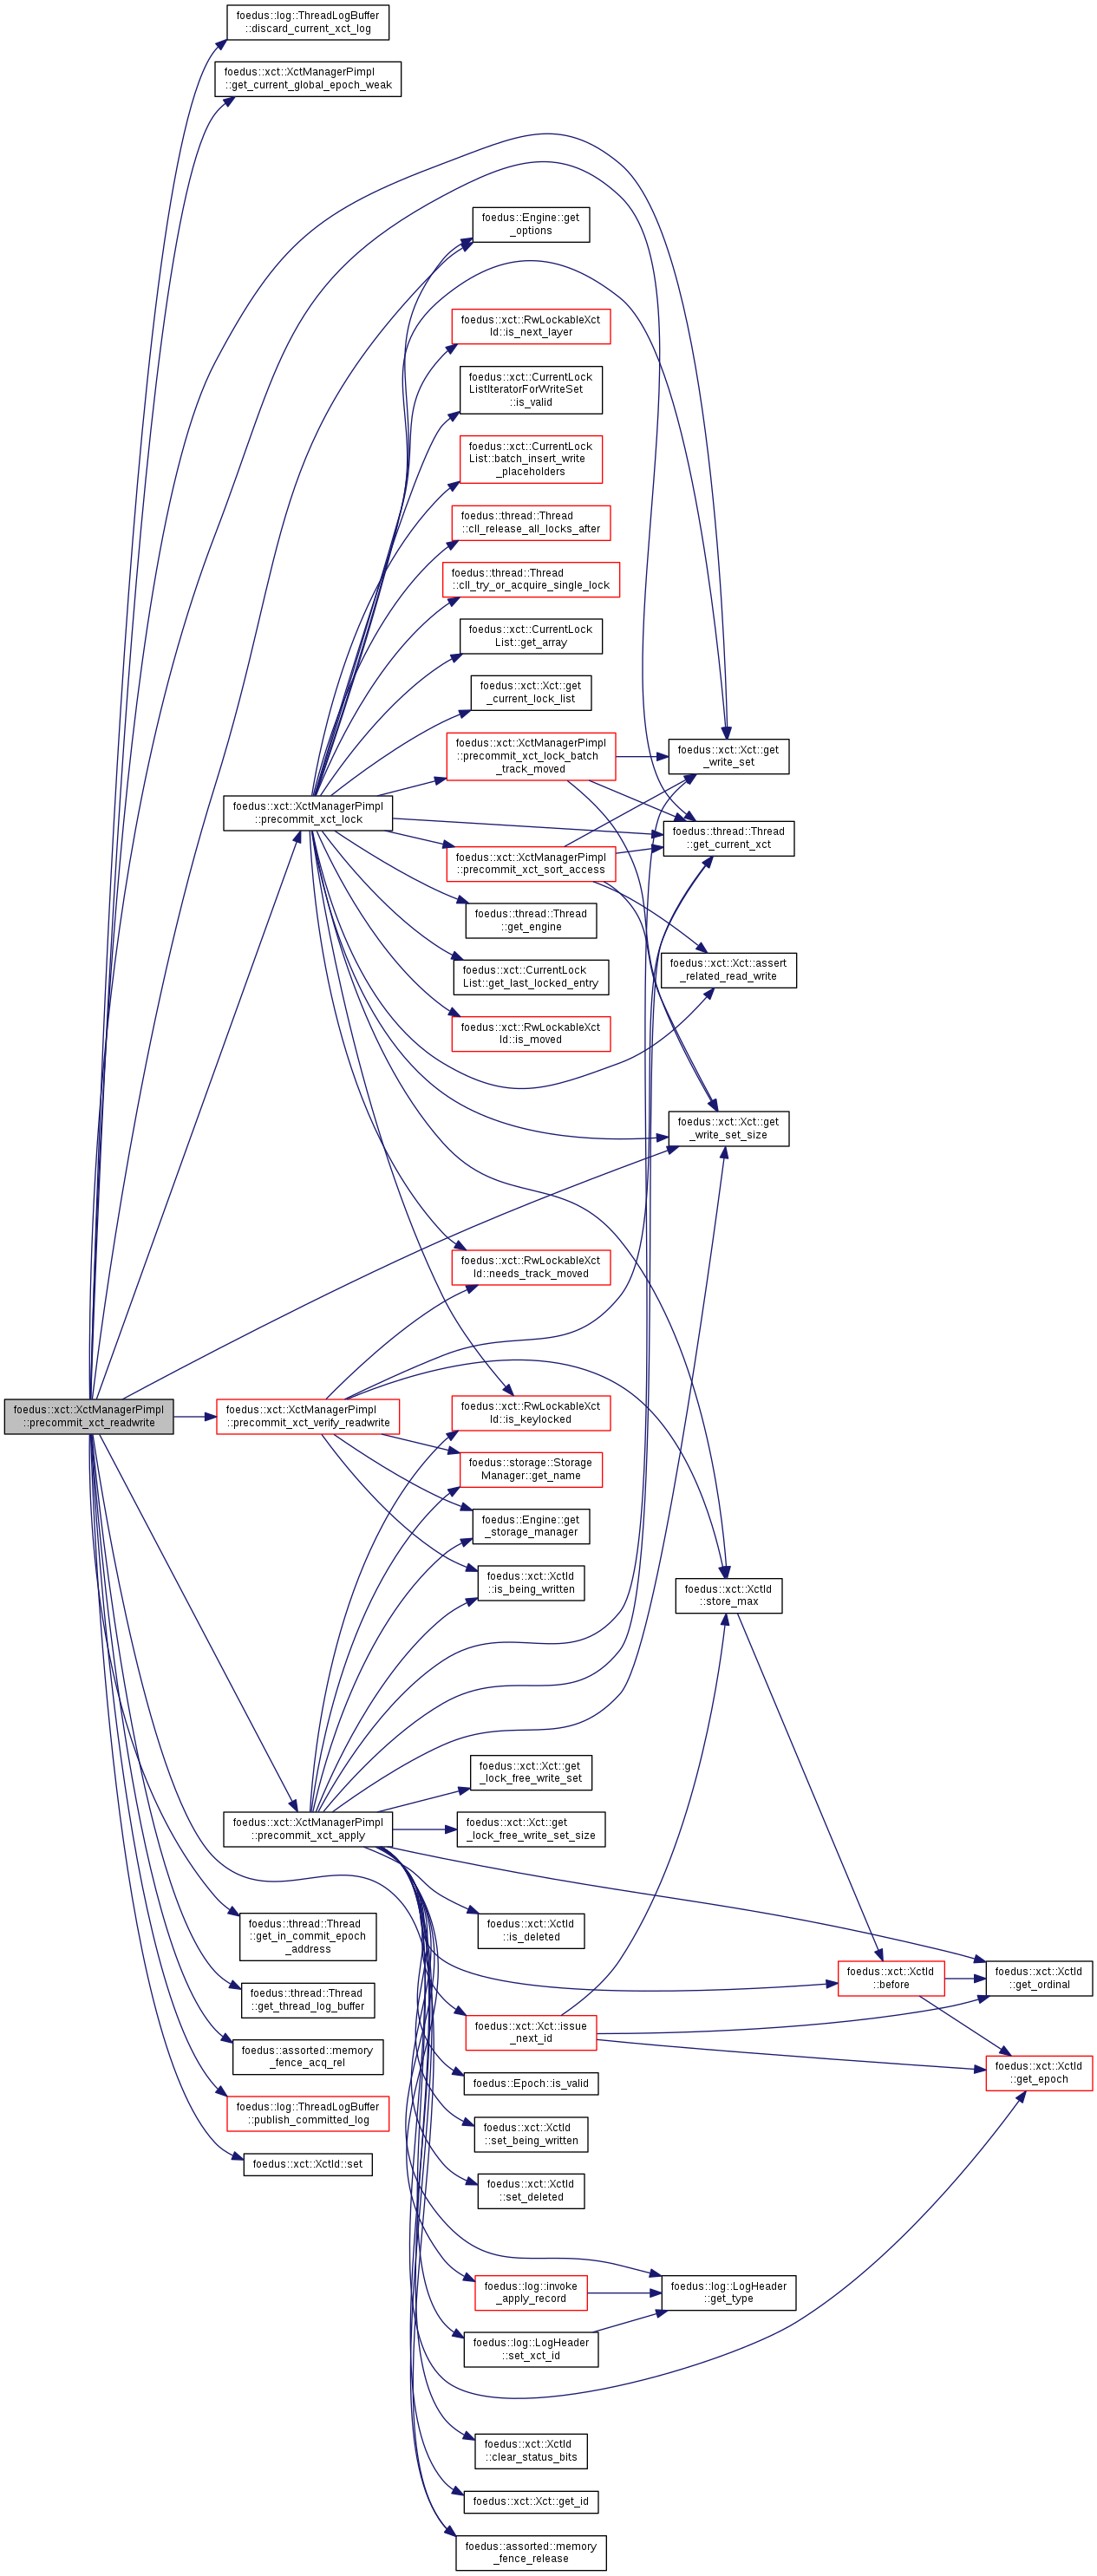 foedus::log::ThreadLogBuffer
::discard_current_xct_log
foedus::xct::XctManagerPimpl
::get_current_global_epoch_weak
foedus::Engine::get
_options
foedus::xct::RwLockableXct
Id::is_next_layer
foedus::xct::CurrentLock
ListIteratorForWriteSet
::is_valid
foedus::xct::CurrentLock
List::batch_insert_write
_placeholders
foedus::thread::Thread
::cll_release_all_locks_after
foedus::thread::Thread
::cll_try_or_acquire_single_lock
foedus::xct::CurrentLock
List::get_array
foedus::xct::Xct::get
_current_lock_list
foedus::xct::XctManagerPimpl
::precommit_xct_lock_batch
_track_moved
foedus::xct::Xct::get
_write_set
foedus::xct::XctManagerPimpl
::precommit_xct_lock
foedus::thread::Thread
::get_current_xct
foedus::xct::XctManagerPimpl
::precommit_xct_sort_access
foedus::thread::Thread
::get_engine
foedus::xct::CurrentLock
List::get_last_locked_entry
foedus::xct::Xct::assert
_related_read_write
foedus::xct::RwLockableXct
Id::is_moved
foedus::xct::Xct::get
_write_set_size
foedus::xct::RwLockableXct
Id::needs_track_moved
foedus::xct::XctManagerPimpl
::precommit_xct_readwrite
foedus::xct::XctManagerPimpl
::precommit_xct_verify_readwrite
foedus::xct::RwLockableXct
Id::is_keylocked
foedus::storage::Storage
Manager::get_name
foedus::Engine::get
_storage_manager
foedus::xct::XctId
::is_being_written
foedus::xct::XctId
::store_max
foedus::xct::Xct::get
_lock_free_write_set
foedus::xct::XctManagerPimpl
::precommit_xct_apply
foedus::xct::Xct::get
_lock_free_write_set_size
foedus::thread::Thread
::get_in_commit_epoch
_address
foedus::xct::XctId
::is_deleted
foedus::xct::XctId
::before
foedus::xct::XctId
::get_ordinal
foedus::thread::Thread
::get_thread_log_buffer
foedus::xct::Xct::issue
_next_id
foedus::assorted::memory
_fence_acq_rel
foedus::Epoch::is_valid
foedus::xct::XctId
::get_epoch
foedus::log::ThreadLogBuffer
::publish_committed_log
foedus::xct::XctId
::set_being_written
foedus::xct::XctId::set
foedus::xct::XctId
::set_deleted
foedus::log::invoke
_apply_record
foedus::log::LogHeader
::get_type
foedus::log::LogHeader
::set_xct_id
foedus::xct::XctId
::clear_status_bits
foedus::xct::Xct::get_id
foedus::assorted::memory
_fence_release